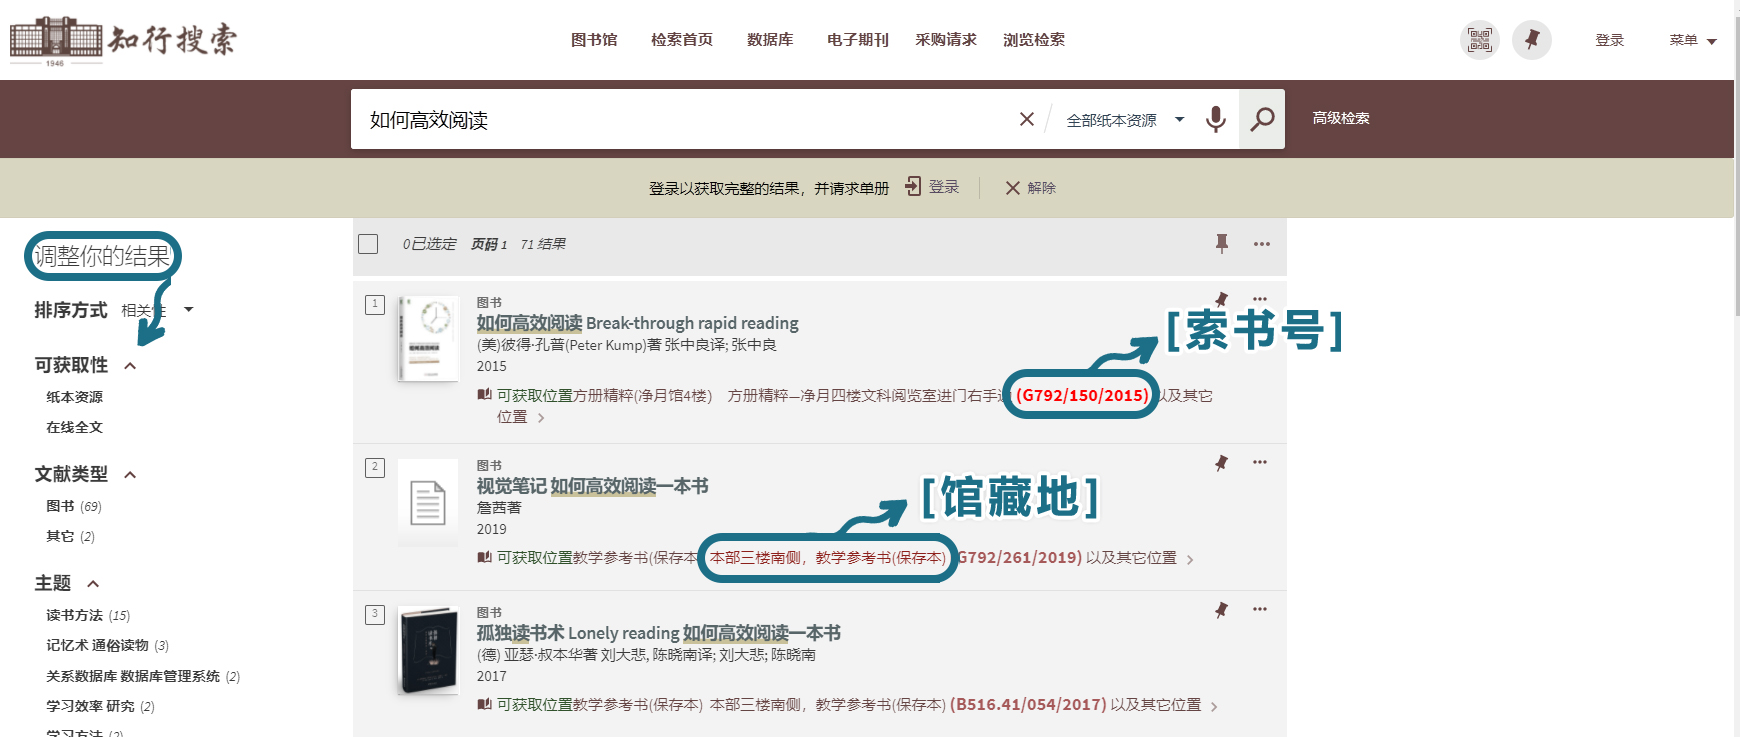 知行搜索
1946
图书馆 检索首页 数据库 电子期刊 采购请求 浏览检索
登录 菜单
如何高效阅读
全部纸本资源
高级检索
登录以获取完整的结果，并请求单册 登录 解除
调整你的结果
排序方式 相关性
可获取性
纸本资源
在线全文
文献类型
图书 (69)
其它 (2)
主题
读书方法 (15)
记忆术 通俗读物 (3)
关系数据库 数据库管理系统 (2)
学习效率 研究 (2)
学习方法 (2)
0已选定 页码 1 71 结果
1
图书
如何高效阅读 Break-through rapid reading
(美)彼得·孔普(Peter Kump)著 张中良译; 张中良
2015
可获取位置方册精粹(净月馆4楼) 方册精粹—净月四楼文科阅览室进门右手边 (G792/150/2015) 以及其它
位置
[索书号]
2
图书
视觉笔记 如何高效阅读一本书
詹茜著
2019
可获取位置教学参考书(保存本) 本部三楼南侧，教学参考书(保存本) (G792/261/2019) 以及其它位置
[馆藏地]
3
图书
孤独读书术 Lonely reading 如何高效阅读一本书
(德) 亚瑟·叔本华著 刘大悲, 陈晓南译; 刘大悲; 陈晓南
2017
可获取位置教学参考书(保存本) 本部三楼南侧，教学参考书(保存本) (B516.41/054/2017) 以及其它位置